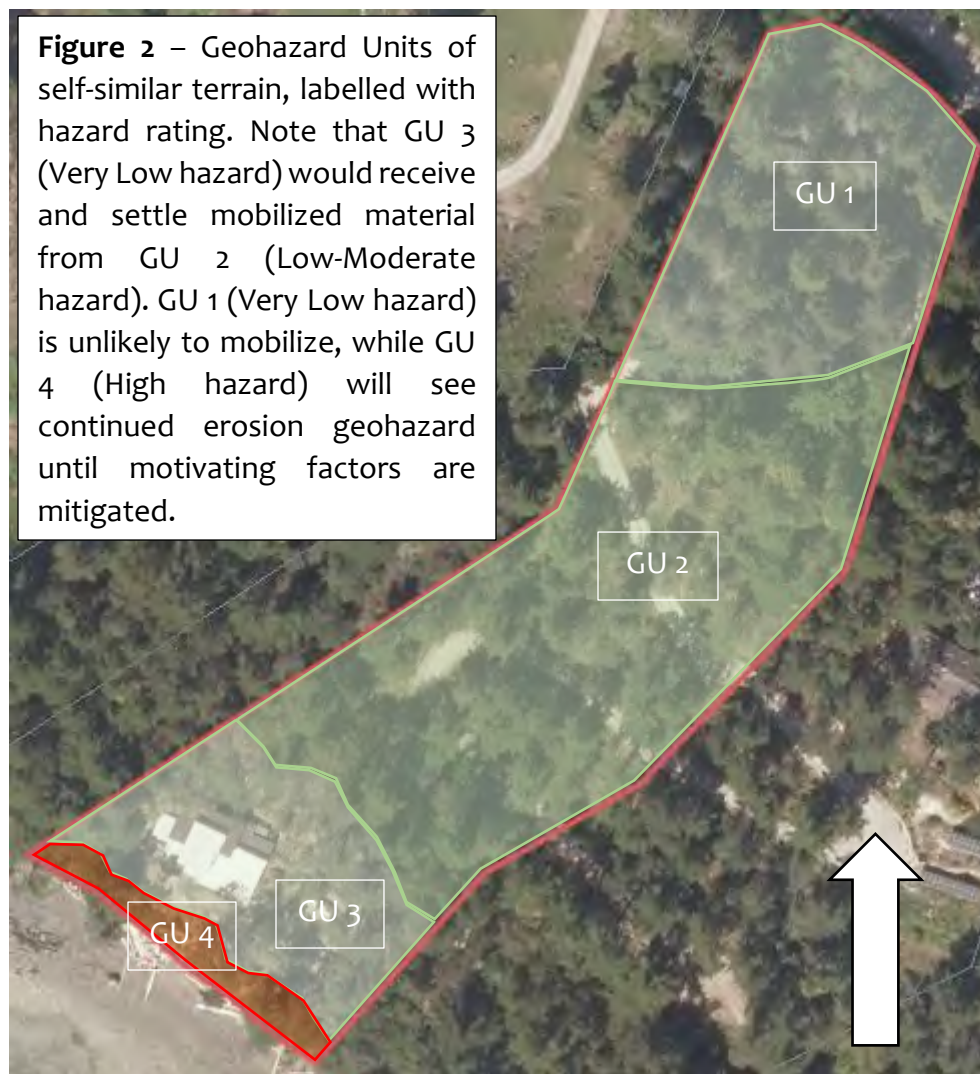 Figure 2 – Geohazard Units of
self-similar terrain, labelled with
hazard rating. Note that GU 3
(Very Low hazard) would receive
and settle mobilized material
from GU 2 (Low-Moderate
hazard). GU 1 (Very Low hazard)
is unlikely to mobilize, while GU
4 (High hazard) will see
continued erosion geohazard
until motivating factors are
mitigated.
GU 1
GU 2
GU 3
GU 4